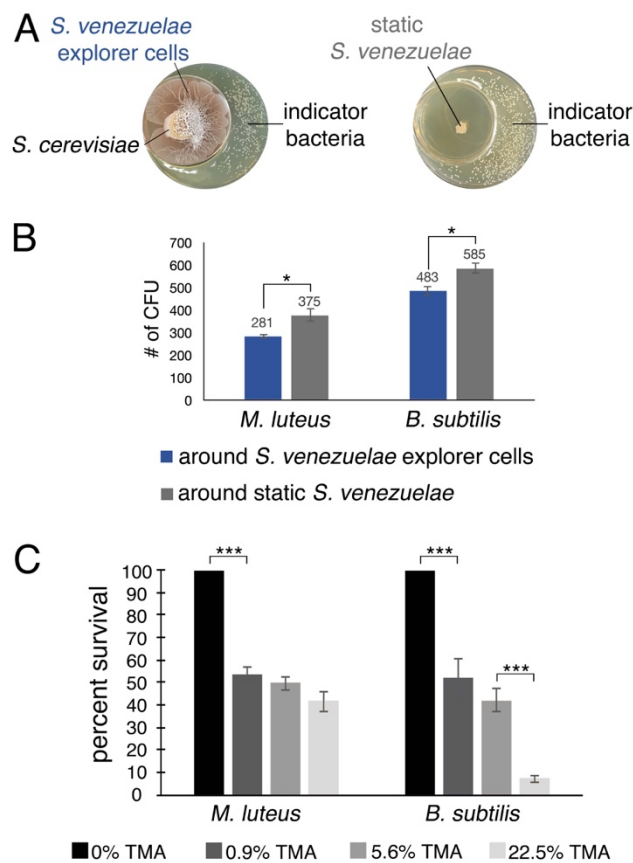 A
S. venezuelae
explorer cells
static
S. venezuelae
S. cerevisiae
indicator
bacteria
indicator
bacteria
B
# of CFU
700
600
500
400
300
200
100
0
281
*
375
483
*
585
M. luteus
B. subtilis
around S. venezuelae explorer cells
around static S. venezuelae
C
percent survival
100
90
80
70
60
50
40
30
20
10
0
***
***
***
M. luteus
B. subtilis
0% TMA 0.9% TMA 5.6% TMA 22.5% TMA